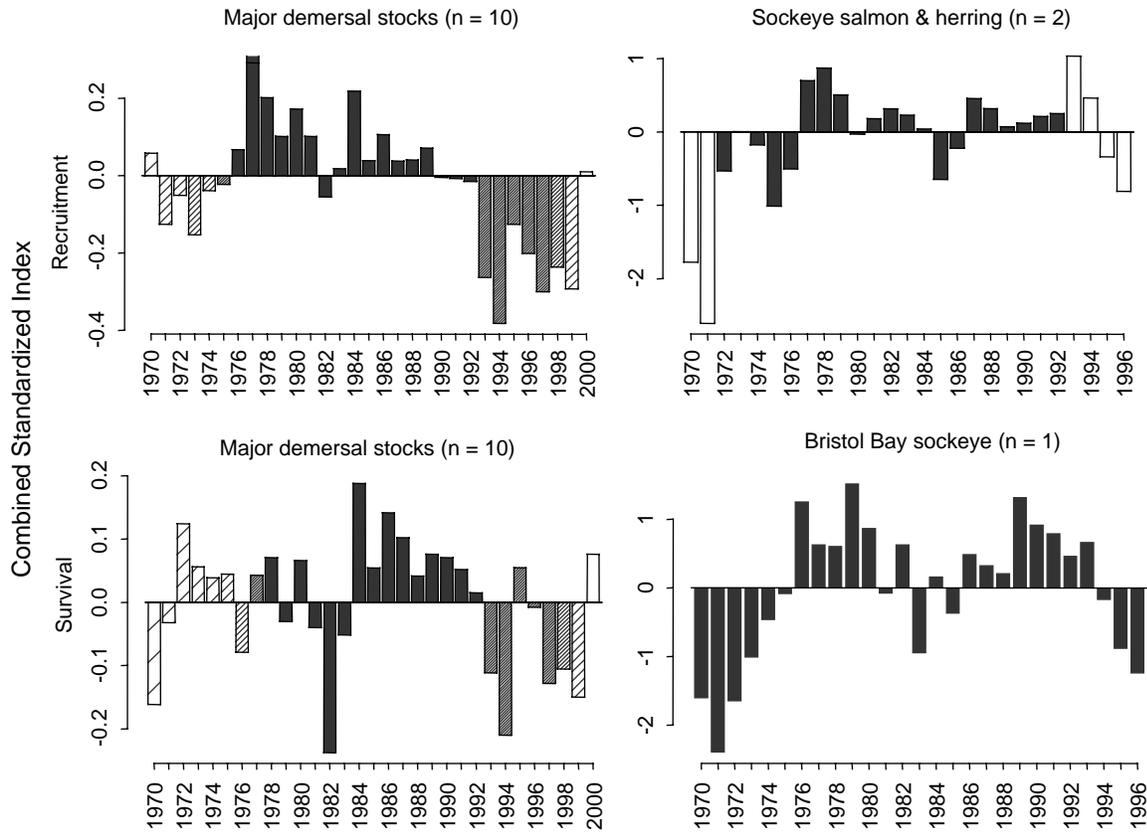 Major demersal stocks (n = 10)
Sockeye salmon & herring (n = 2)
Combined Standardized Index
Recruitment
0.2
0.0
-0.2
-0.4
1970 1972 1974 1976 1978 1980 1982 1984 1986 1988 1990 1992 1994 1996 1998 2000
1
0
-1
-2
1970 1972 1974 1976 1978 1980 1982 1984 1986 1988 1990 1992 1994 1996
Major demersal stocks (n = 10)
Bristol Bay sockeye (n = 1)
Survival
0.2
0.1
0.0
-0.1
-0.2
1970 1972 1974 1976 1978 1980 1982 1984 1986 1988 1990 1992 1994 1996 1998 2000
1
0
-1
-2
1970 1972 1974 1976 1978 1980 1982 1984 1986 1988 1990 1992 1994 1996